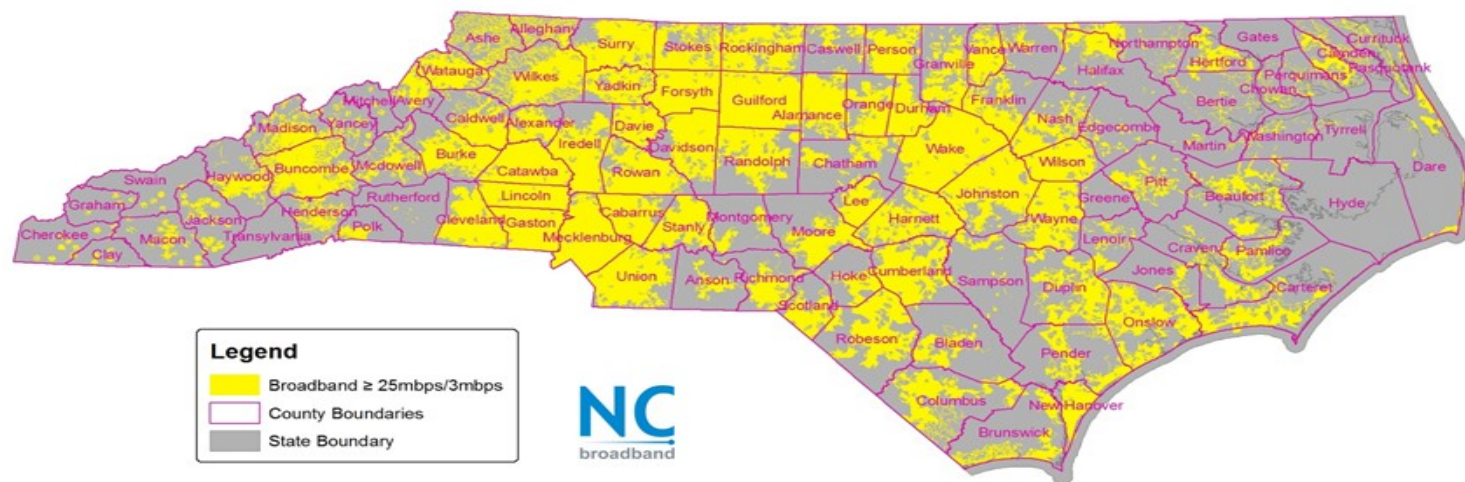 Ashe
Alleghany
Surry
Stokes
Rockingham
Caswell
Person
Granville
Vance
Warren
Northampton
Gates
Currituck
Camden
Pasquotank
Hertford
Perquimans
Chowan
Halifax
Bertie
Watauga
Wilkes
Yadkin
Forsyth
Guilford
Alamance
Orange
Durham
Franklin
Nash
Edgecombe
Martin
Washington
Tyrrell
Dare
Mitchell
Avery
Yancey
Caldwell
Alexander
Davie
Iredell
Davidson
Randolph
Chatham
Wake
Wilson
Madison
Buncombe
Mcdowell
Burke
Catawba
Rowan
Johnston
Greene
Pitt
Beaufort
Hyde
Swain
Haywood
Rutherford
Lincoln
Lee
Graham
Jackson
Henderson
Polk
Cleveland
Gaston
Cabarrus
Stanly
Montgomery
Moore
Harnett
Wayne
Lenoir
Craven
Pamlico
Cherokee
Macon
Clay
Transylvania
Mecklenburg
Union
Anson
Richmond
Hoke
Cumberland
Sampson
Duplin
Jones
Carteret
Scotland
Robeson
Bladen
Pender
Onslow
Columbus
New Hanover
Brunswick
Legend
Broadband ≥ 25mbps/3mbps
County Boundaries
State Boundary
NC
broadband